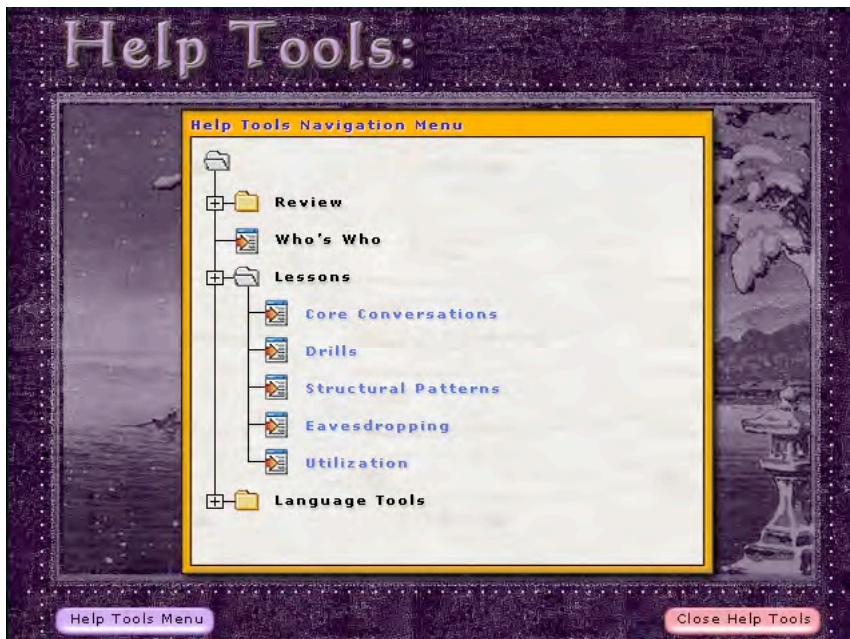 Help Tools:
Help Tools Navigation Menu
Review
Who's Who
Lessons
Core Conversations
Drills
Structural Patterns
Eavesdropping
Utilization
Language Tools
Help Tools Menu
Close Help Tools